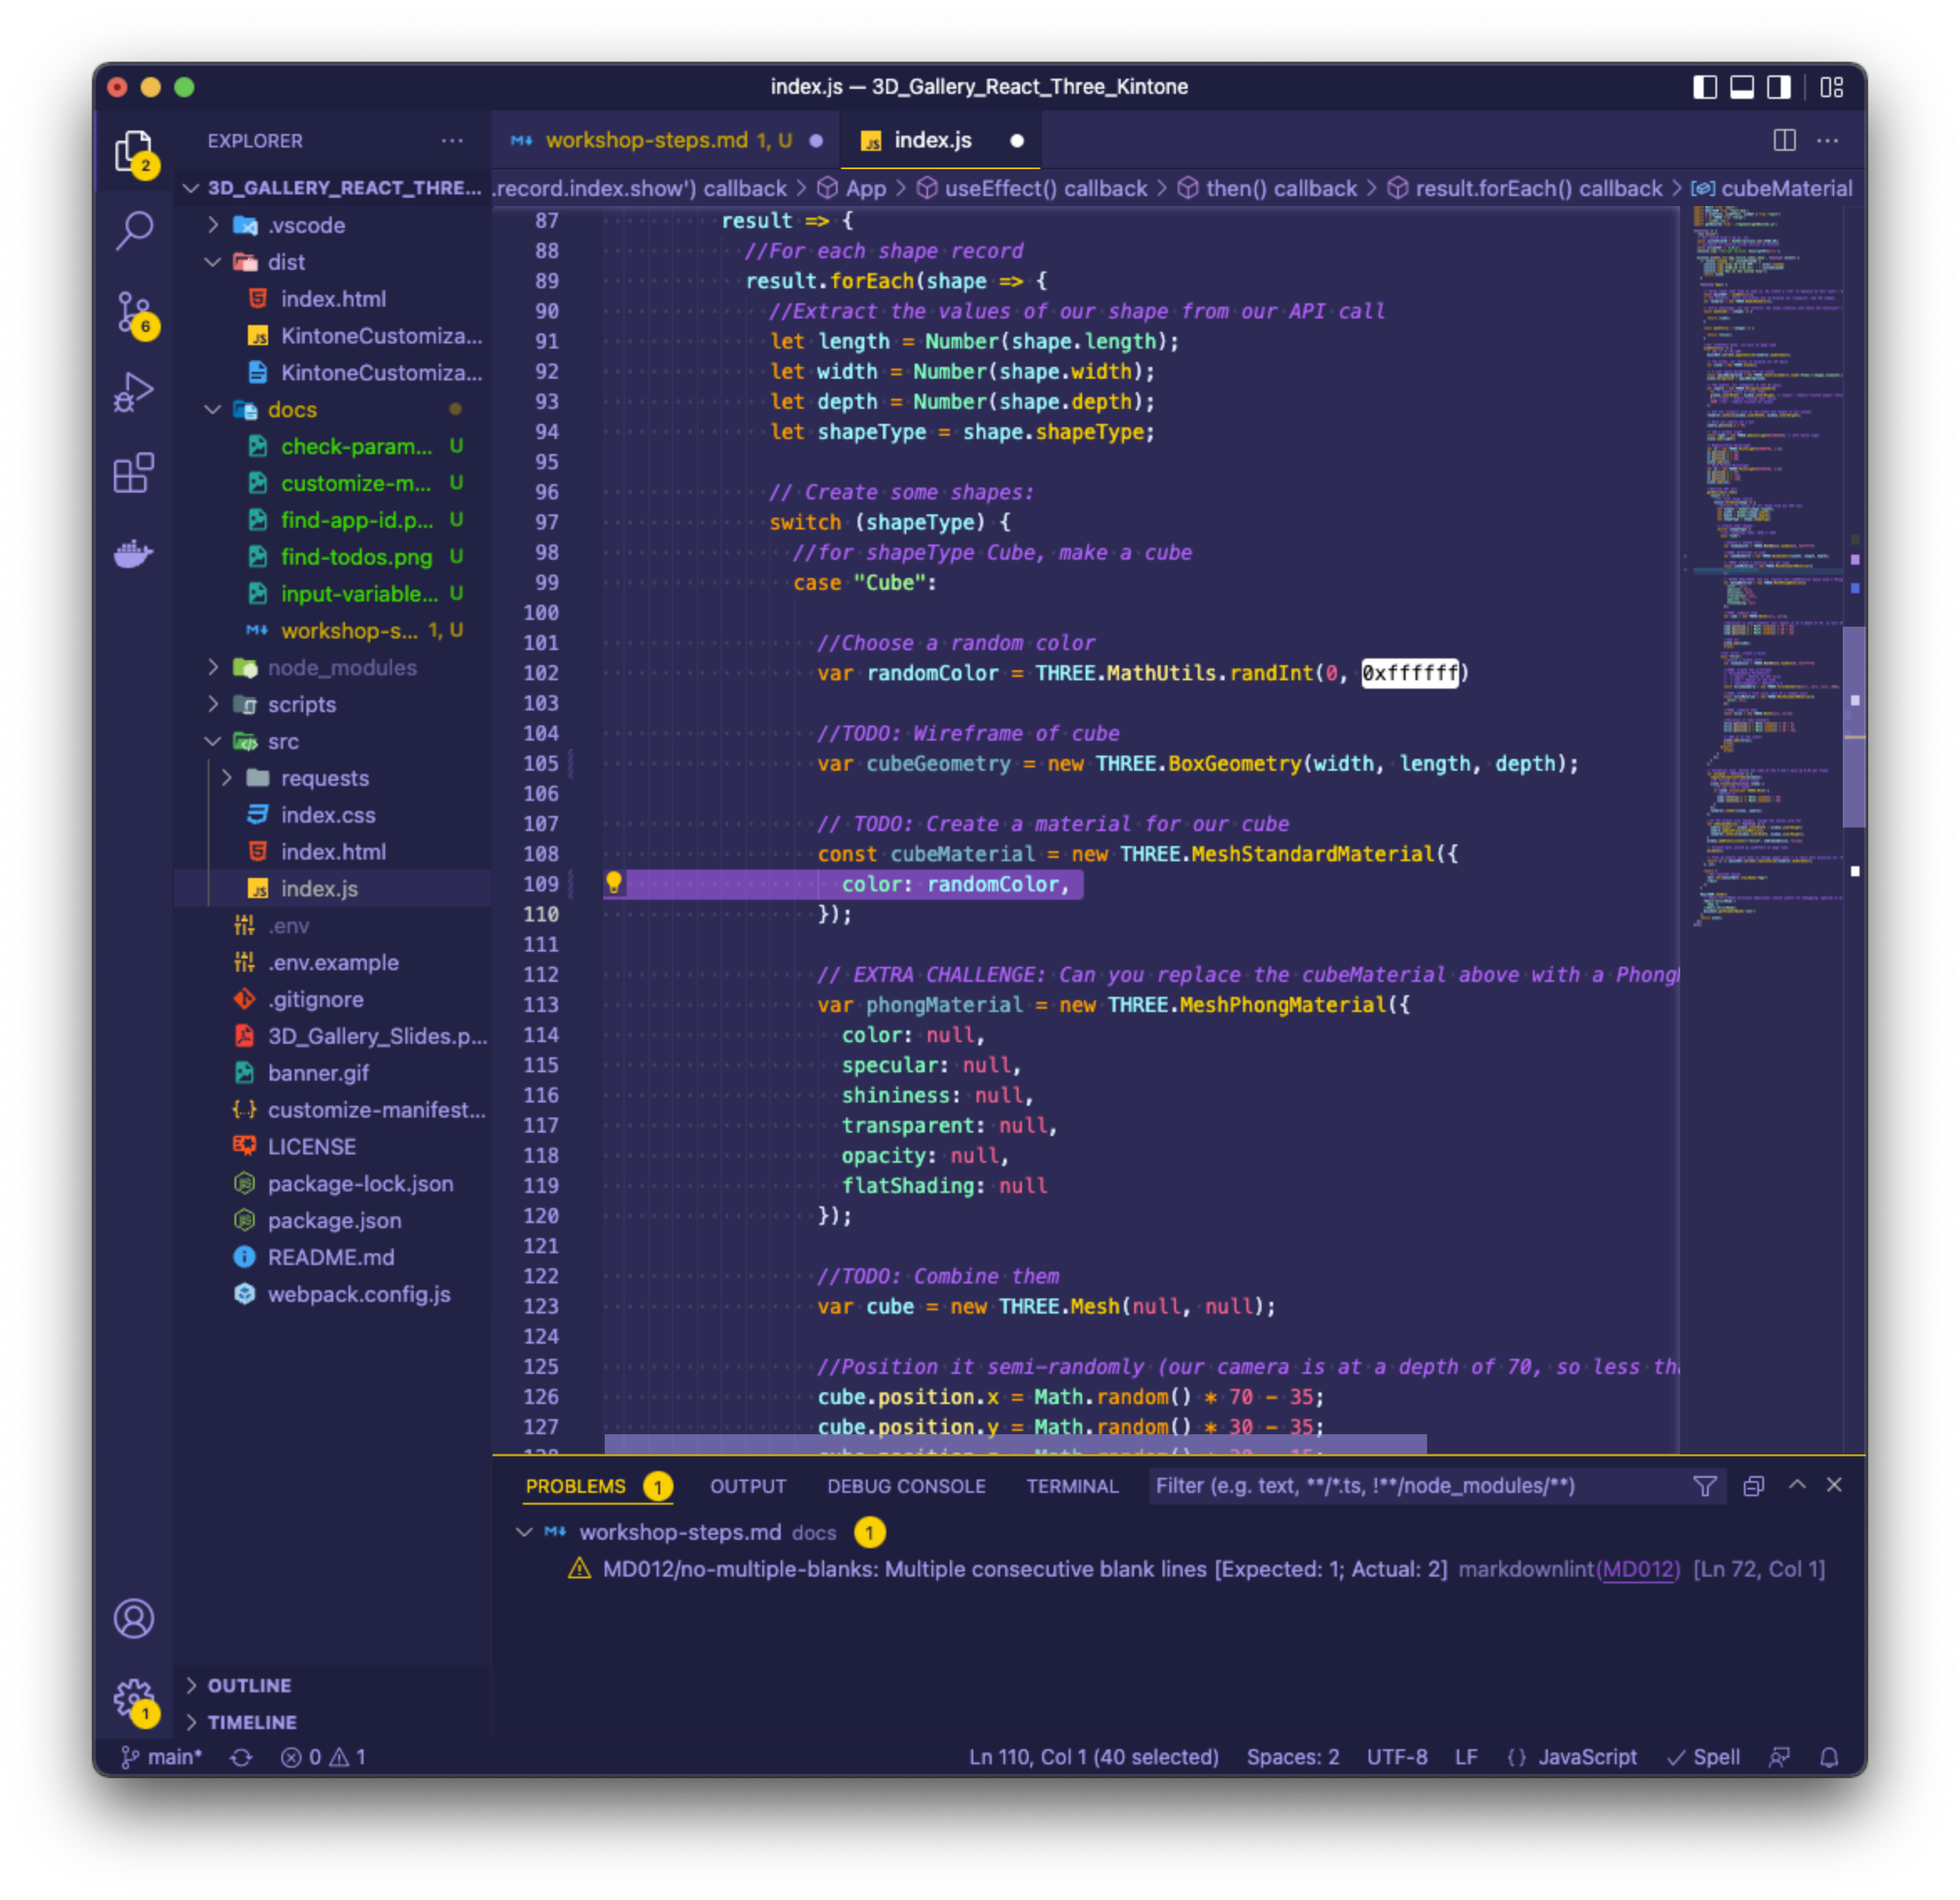 index.js — 3D_Gallery_React_Three_Kintone
EXPLORER
3D_GALLERY_REACT_THRE...
.vscode
dist
index.html
KintoneCustomiza...
KintoneCustomiza...
docs
check-param... U
customize-m... U
find-app-id.p... U
find-todos.png U
input-variable... U
workshop-s... 1, U
node_modules
scripts
src
requests
index.css
index.html
index.js
.env
.env.example
.gitignore
3D_Gallery_Slides.p...
banner.gif
customize-manifest...
LICENSE
package-lock.json
package.json
README.md
webpack.config.js
OUTLINE
TIMELINE
2
6
1
workshop-steps.md 1, U
index.js
.record.index.show') callback > App > useEffect() callback > then() callback > result.forEach() callback > cubeMaterial
87 result => {
88 //For each shape record
89 result.forEach(shape => {
90 //Extract the values of our shape from our API call
91 let length = Number(shape.length);
92 let width = Number(shape.width);
93 let depth = Number(shape.depth);
94 let shapeType = shape.shapeType;
95
96 // Create some shapes:
97 switch (shapeType) {
98 //for shapeType Cube, make a cube
99 case "Cube":
100
101 //Choose a random color
102 var randomColor = THREE.MathUtils.randInt(0, 0xffffff)
103
104 //TODO: Wireframe of cube
105 var cubeGeometry = new THREE.BoxGeometry(width, length, depth);
106
107 // TODO: Create a material for our cube
108 const cubeMaterial = new THREE.MeshStandardMaterial({
109 color: randomColor,
110 });
111
112 // EXTRA CHALLENGE: Can you replace the cubeMaterial above with a Phong
113 var phongMaterial = new THREE.MeshPhongMaterial({
114 color: null,
115 specular: null,
116 shininess: null,
117 transparent: null,
118 opacity: null,
119 flatShading: null
120 });
121
122 //TODO: Combine them
123 var cube = new THREE.Mesh(null, null);
124
125 //Position it semi-randomly (our camera is at a depth of 70, so less th
126 cube.position.x = Math.random() * 70 - 35;
127 cube.position.y = Math.random() * 30 - 35;
PROBLEMS 1 OUTPUT DEBUG CONSOLE TERMINAL Filter (e.g. text, **/*.ts, !**/node_modules/**)
workshop-steps.md docs 1
MD012/no-multiple-blanks: Multiple consecutive blank lines [Expected: 1; Actual: 2] markdownlint(MD012) [Ln 72, Col 1]
main* 0 1 Ln 110, Col 1 (40 selected) Spaces: 2 UTF-8 LF {} JavaScript Spell